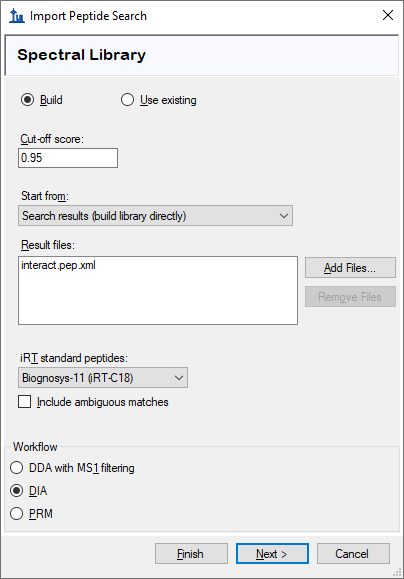 Import Peptide Search
Spectral Library
Build
Use existing
Cut-off score:
0.95
Start from:
Search results (build library directly)
Result files:
interact.pep.xml
Add Files...
Remove Files
iRT standard peptides:
Biognosys-11 (iRT-C18)
Include ambiguous matches
Workflow
DDA with MS1 filtering
DIA
PRM
Finish
Next >
Cancel